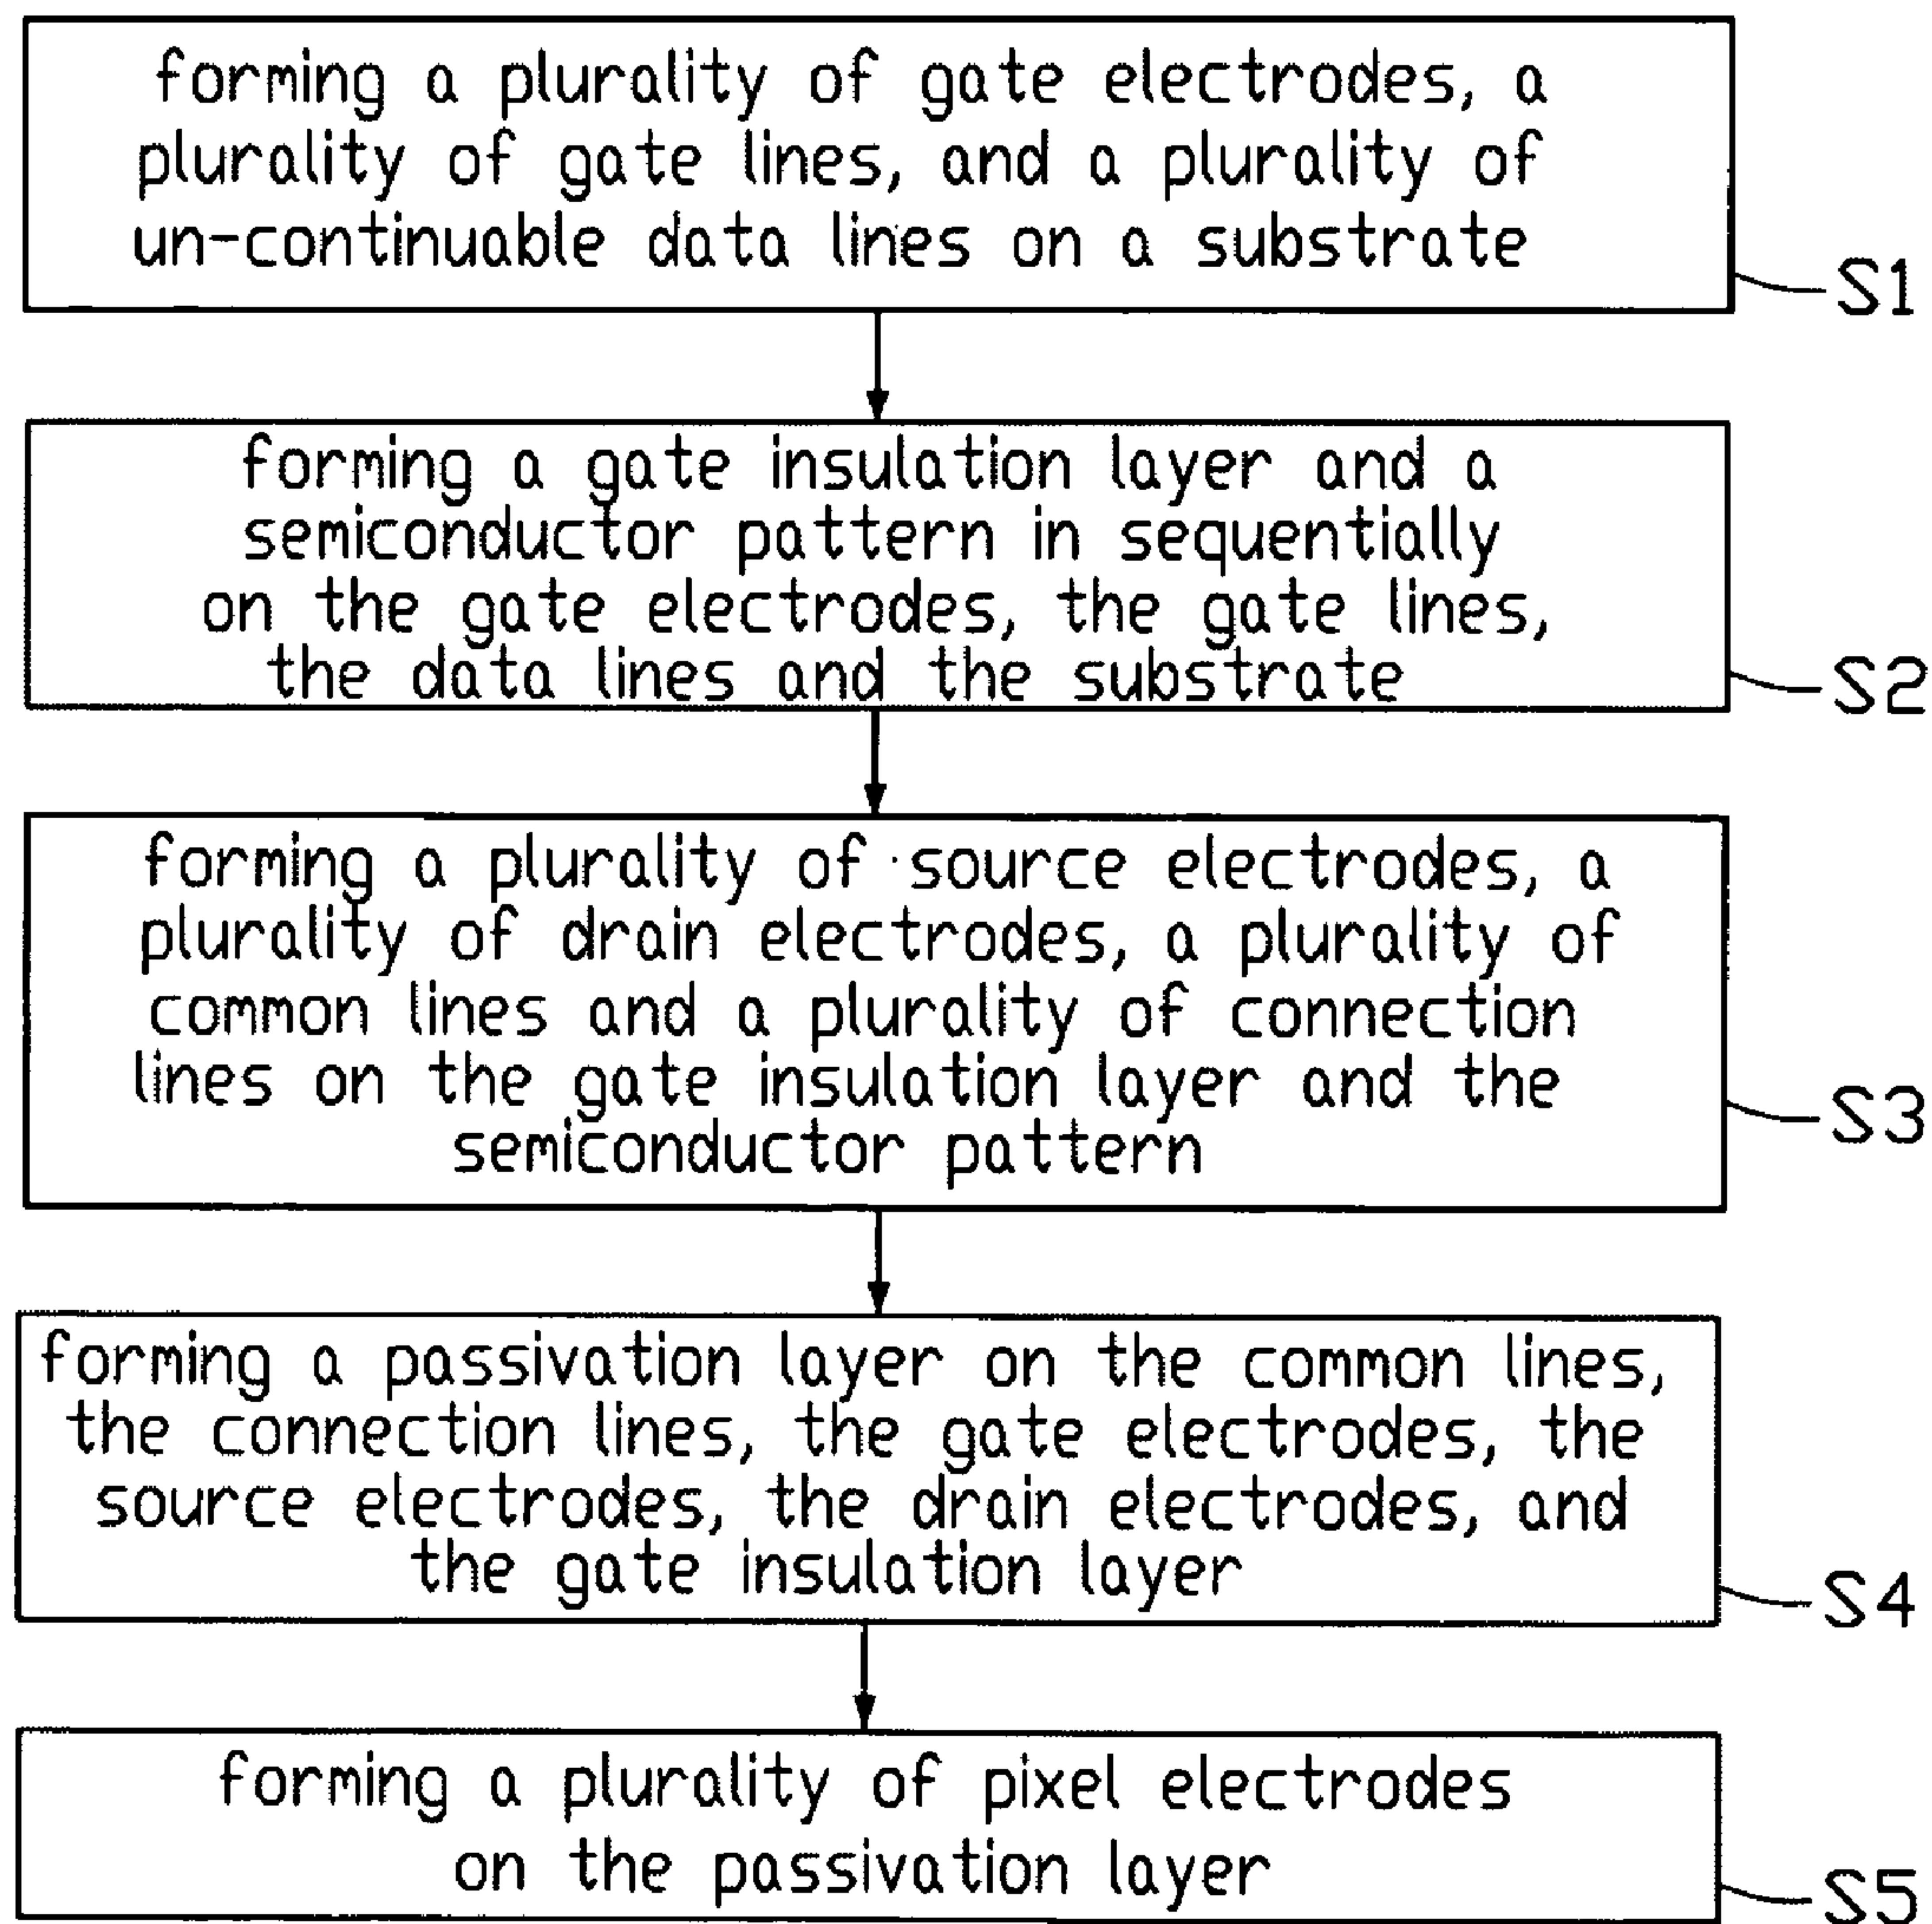 forming a plurality of gate electrodes, a
plurality of gate lines, and a plurality of
un-continuable data lines on a substrate
S1
forming a gate insulation layer and a
semiconductor pattern in sequentially
on the gate electrodes, the gate lines,
the data lines and the substrate
S2
forming a plurality of source electrodes, a
plurality of drain electrodes, a plurality of
common lines and a plurality of connection
lines on the gate insulation layer and the
semiconductor pattern
S3
forming a passivation layer on the common lines,
the connection lines, the gate electrodes, the
source electrodes, the drain electrodes, and
the gate insulation layer
S4
forming a plurality of pixel electrodes
on the passivation layer
S5